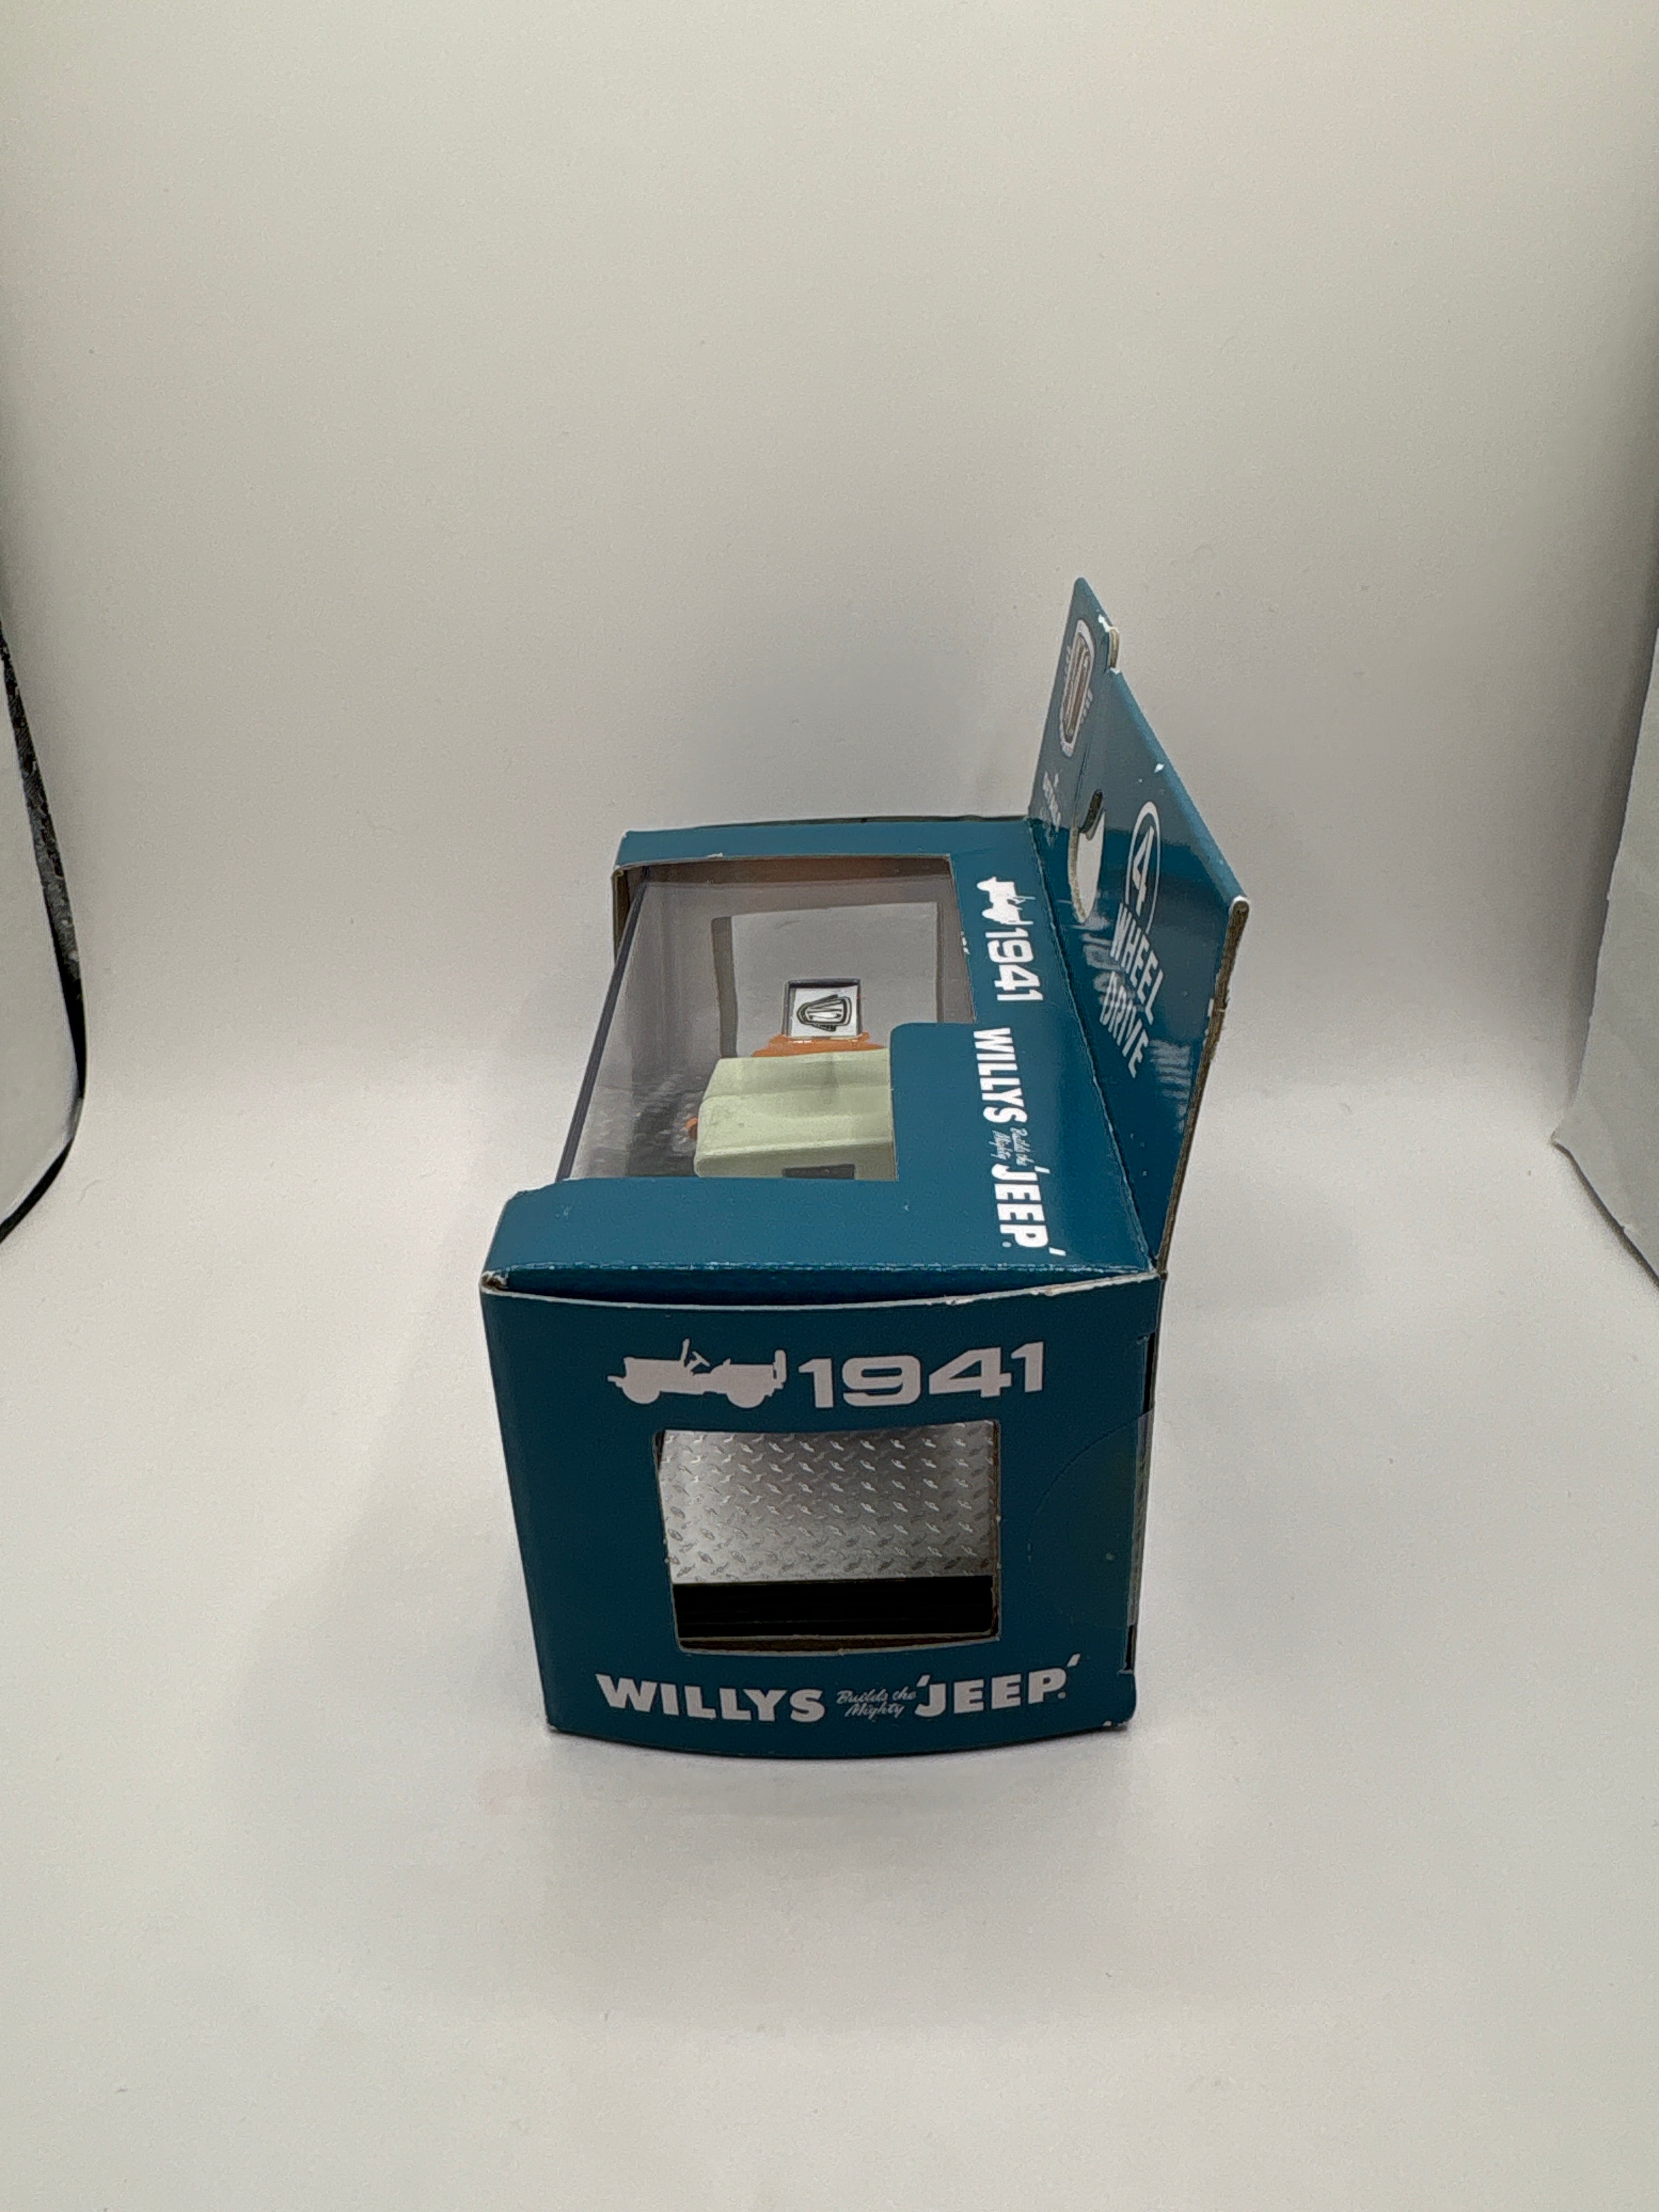 4
WHEEL
DRIVE
1941
WILLYS Builds the Mighty 'JEEP'
1941
WILLYS Builds the Mighty 'JEEP'